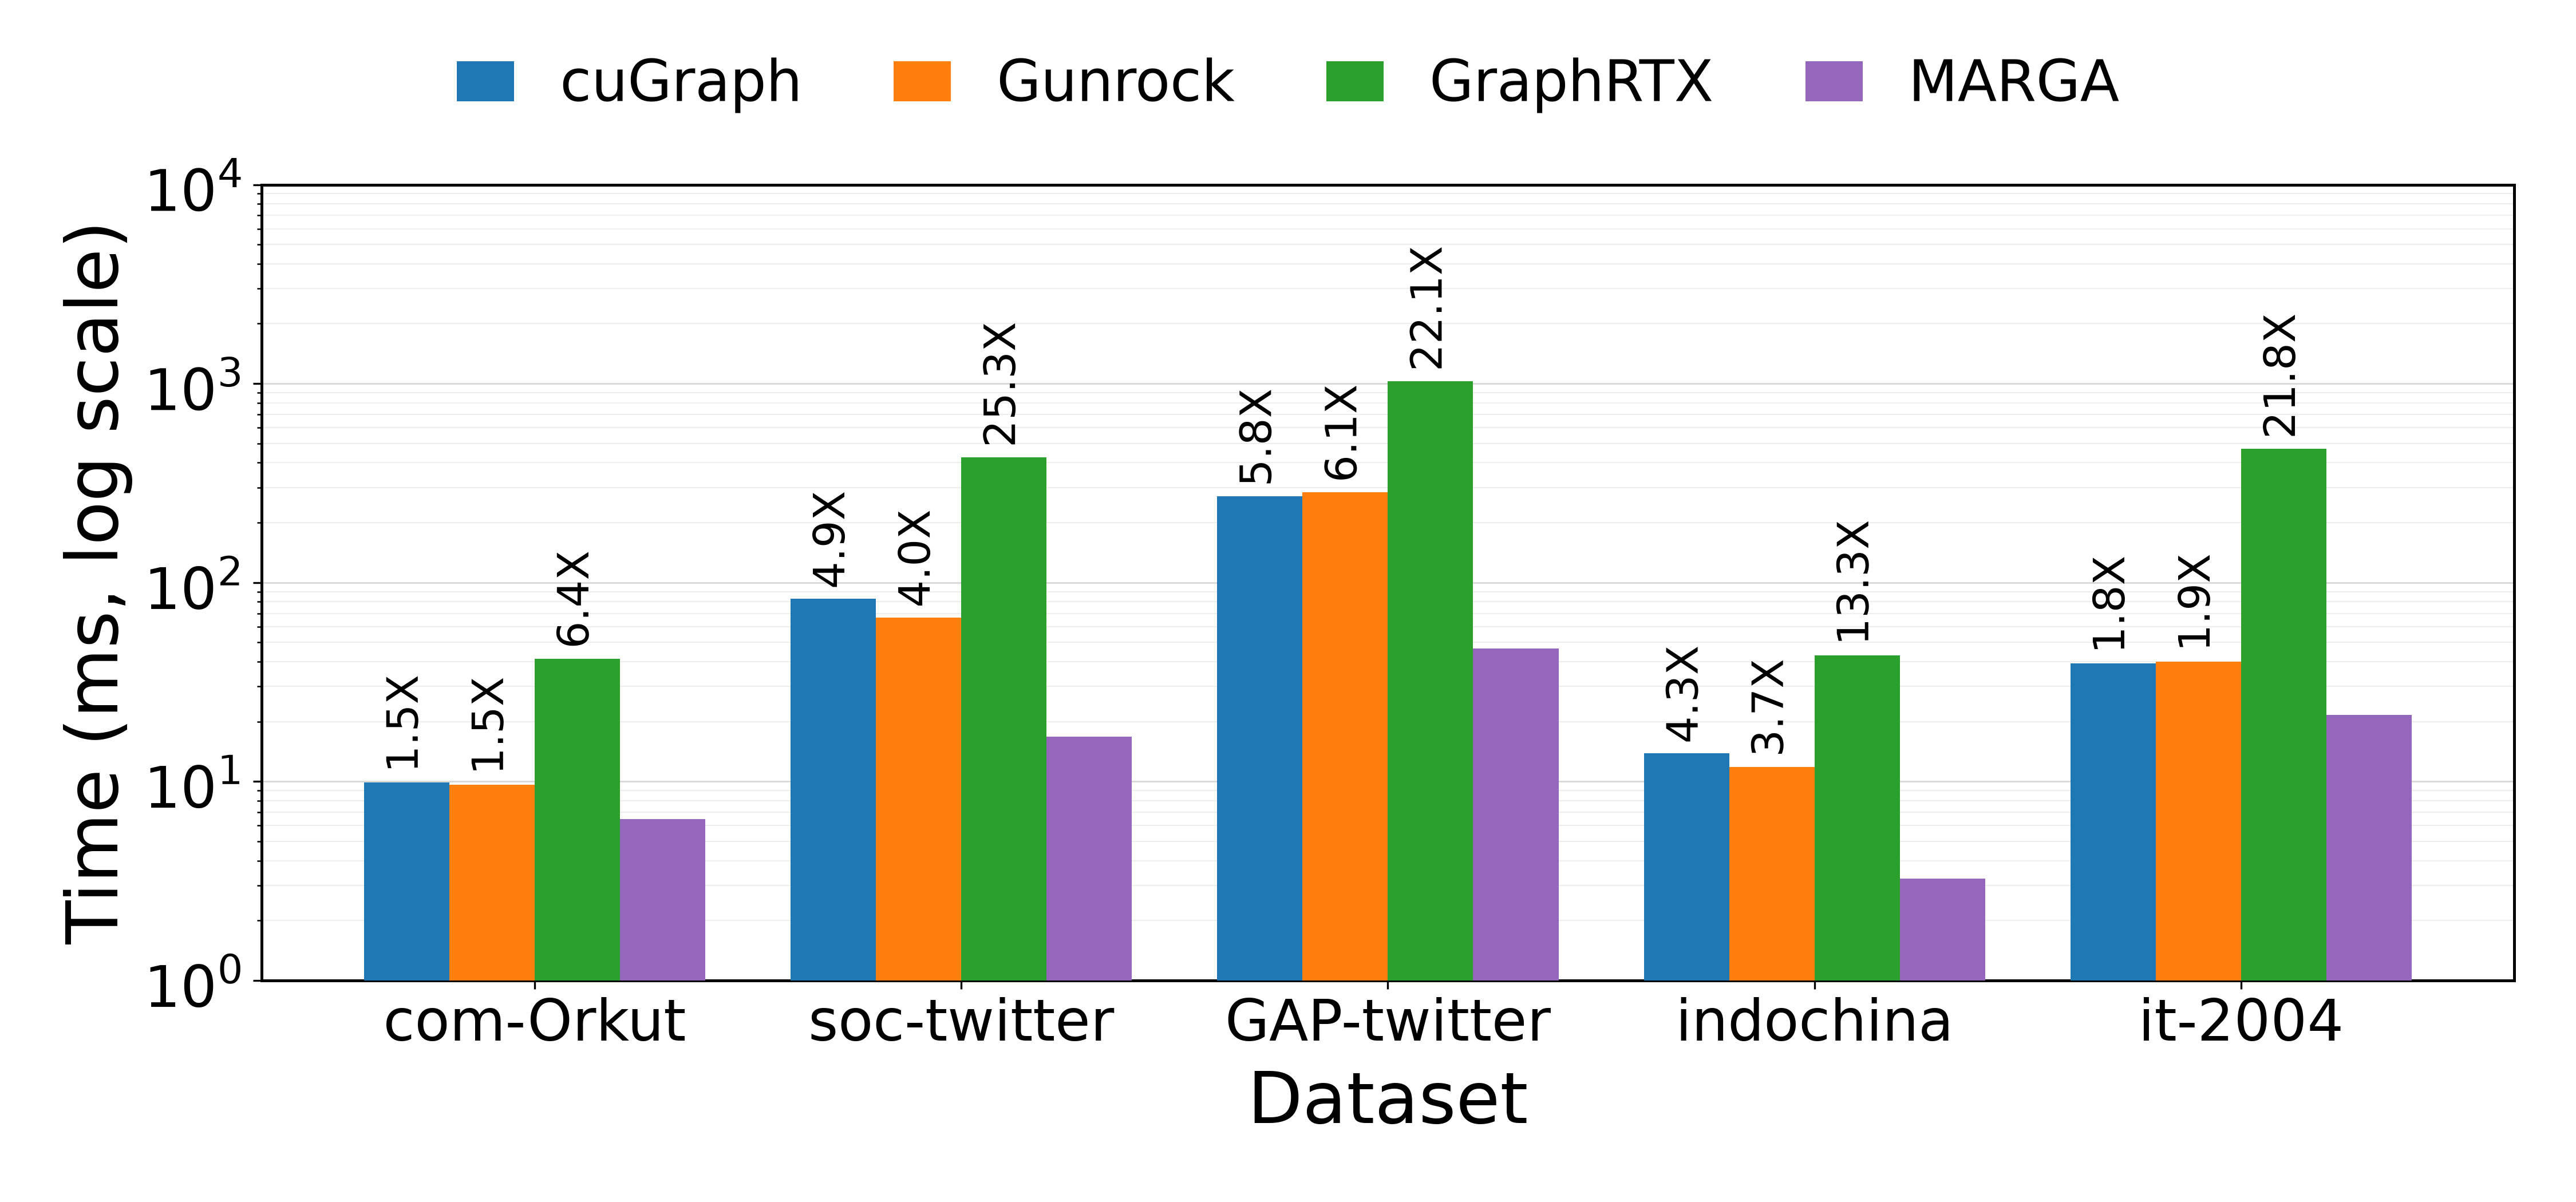 cuGraph Gunrock GraphRTX MARGA
Time (ms, log scale)
10^4
10^3
10^2
10^1
10^0
1.5X 1.5X 6.4X
4.9X 4.0X 25.3X
5.8X 6.1X 22.1X
4.3X 3.7X 13.3X
1.8X 1.9X 21.8X
com-Orkut soc-twitter GAP-twitter indochina it-2004
Dataset